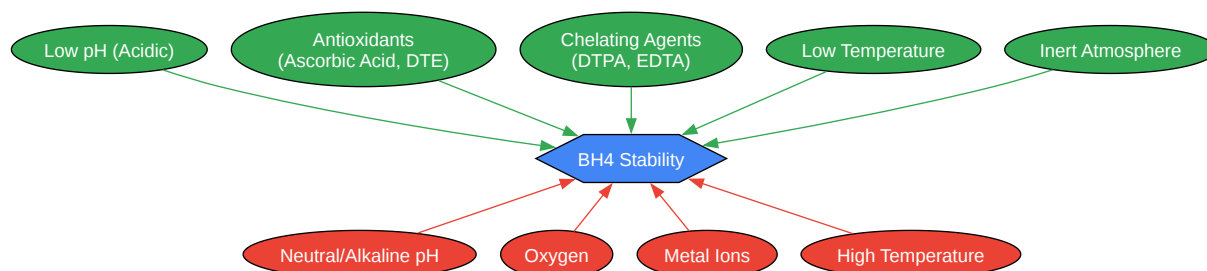 Low pH (Acidic)
Antioxidants
(Ascorbic Acid, DTE)
Chelating Agents
(DTPA, EDTA)
Low Temperature
Inert Atmosphere
BH4 Stability
Neutral/Alkaline pH
Oxygen
Metal Ions
High Temperature